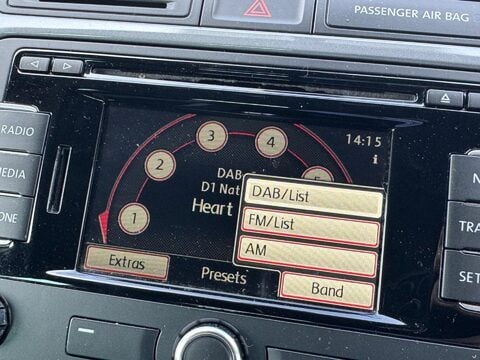 PASSENGER AIR BAG
RADIO
MEDIA
14:15
i
1
2
3
4
DAB
D1 Nat
Heart
DAB/List
FM/List
AM
Extras
Presets
Band
N
TRA
SET